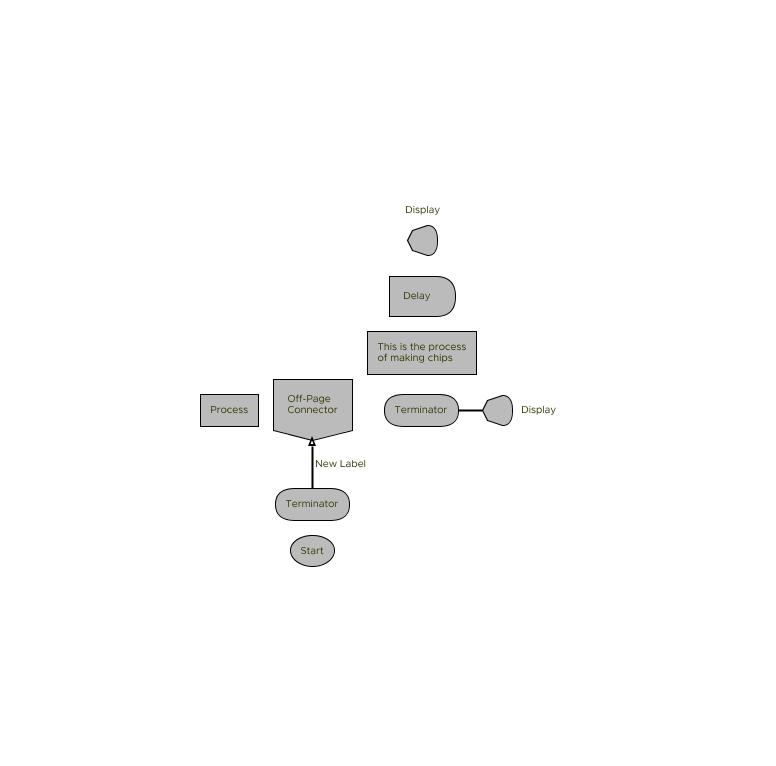 Display
Delay
This is the process
of making chips
Off-Page
Connector
Process
Terminator
Display
New Label
Terminator
Start